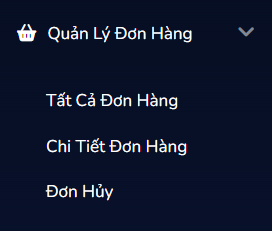 Quản Lý Đơn Hàng
Tất Cả Đơn Hàng
Chi Tiết Đơn Hàng
Đơn Hủy